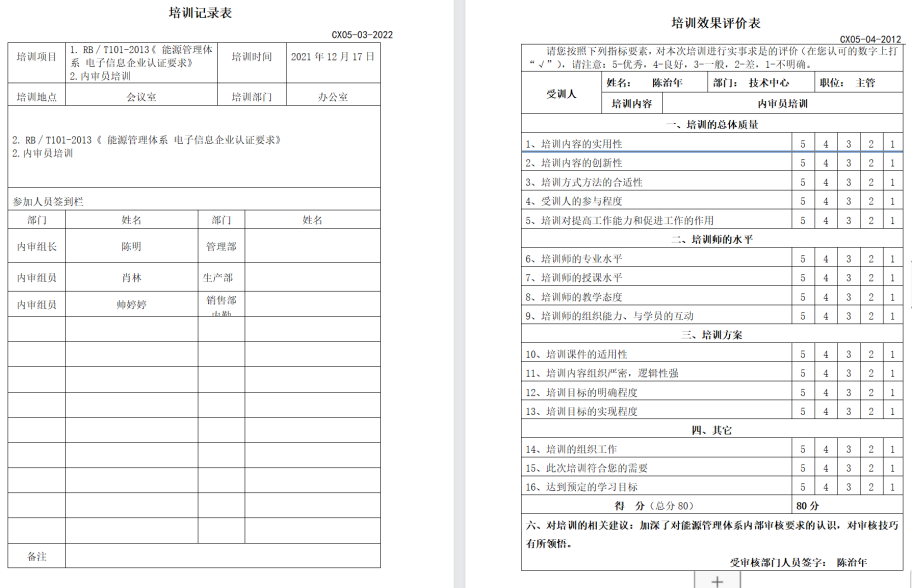 培训记录表
CX05-03-2022
培训项目 1. RB／T101-2013《 能源管理体系 电子信息企业认证要求》 2.内审员培训 培训时间 2021 年 12 月 17 日
培训地点 会议室 培训部门 办公室
2. RB／T101-2013《 能源管理体系 电子信息企业认证要求》
2.内审员培训
参加人员签到栏
部门 姓名 部门 姓名
内审组长 陈明 管理部
内审组员 肖林 生产部
内审组员 帅婷婷 销售部内勤
备注
培训效果评价表
CX05-04-2012
请您按照下列指标要素，对本次培训进行实事求是的评价（在您认可的数字上打
“√”），请注意：5-优秀，4-良好，3-一般，2-差，1-不明确。
受训人 姓名： 陈治年 部门： 技术中心 职位： 主管
培训内容 内审员培训
一、培训的总体质量
1、培训内容的实用性 5 4 3 2 1
2、培训内容的创新性 5 4 3 2 1
3、培训方式方法的合适性 5 4 3 2 1
4、受训人的参与程度 5 4 3 2 1
5、培训对提高工作能力和促进工作的作用 5 4 3 2 1
二、培训师的水平
6、培训师的专业水平 5 4 3 2 1
7、培训师的授课水平 5 4 3 2 1
8、培训师的教学态度 5 4 3 2 1
9、培训师的组织能力、与学员的互动 5 4 3 2 1
三、培训方案
10、培训课件的适用性 5 4 3 2 1
11、培训内容组织严密，逻辑性强 5 4 3 2 1
12、培训目标的明确程度 5 4 3 2 1
13、培训目标的实现程度 5 4 3 2 1
四、其它
14、培训的组织工作 5 4 3 2 1
15、此次培训符合您的需要 5 4 3 2 1
16、达到预定的学习目标 5 4 3 2 1
得 分（总分 80） 80 分
六、对培训的相关建议：加深了对能源管理体系内部审核要求的认识，对审核技巧
有所领悟。
受审核部门人员签字： 陈治年